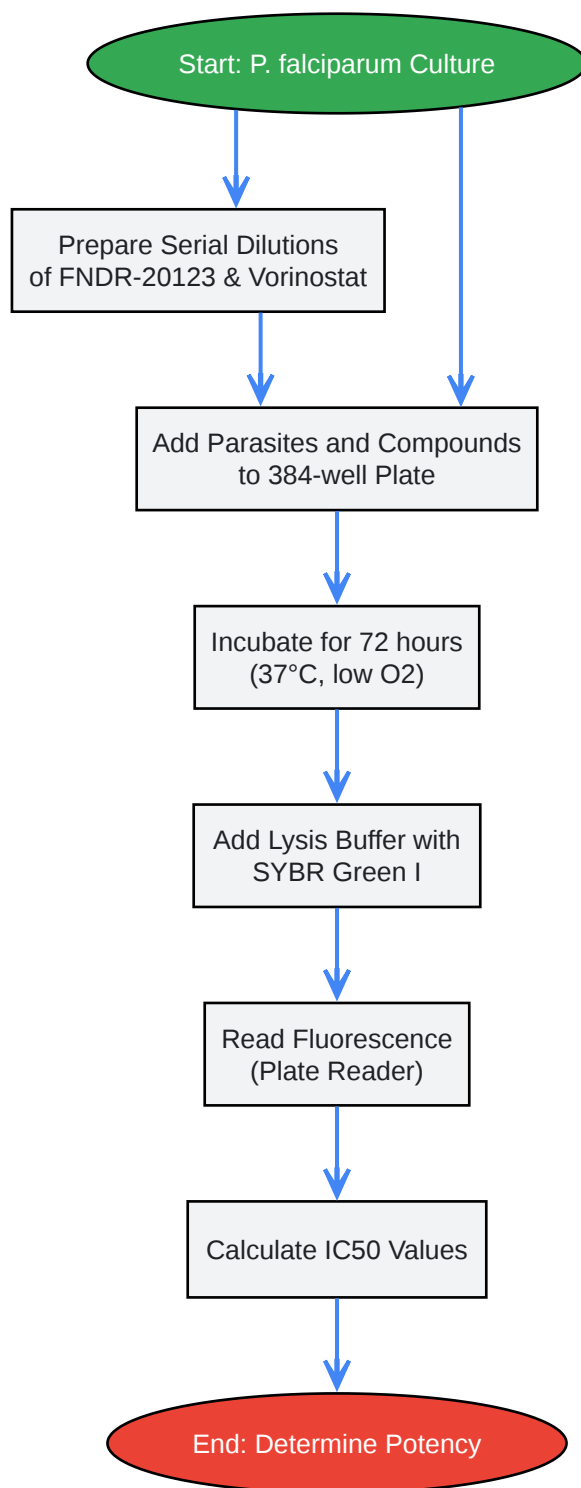 Start: P. falciparum Culture
Prepare Serial Dilutions
of FNDR-20123 & Vorinostat
Add Parasites and Compounds
to 384-well Plate
Incubate for 72 hours
(37°C, low O2)
Add Lysis Buffer with
SYBR Green I
Read Fluorescence
(Plate Reader)
Calculate IC50 Values
End: Determine Potency